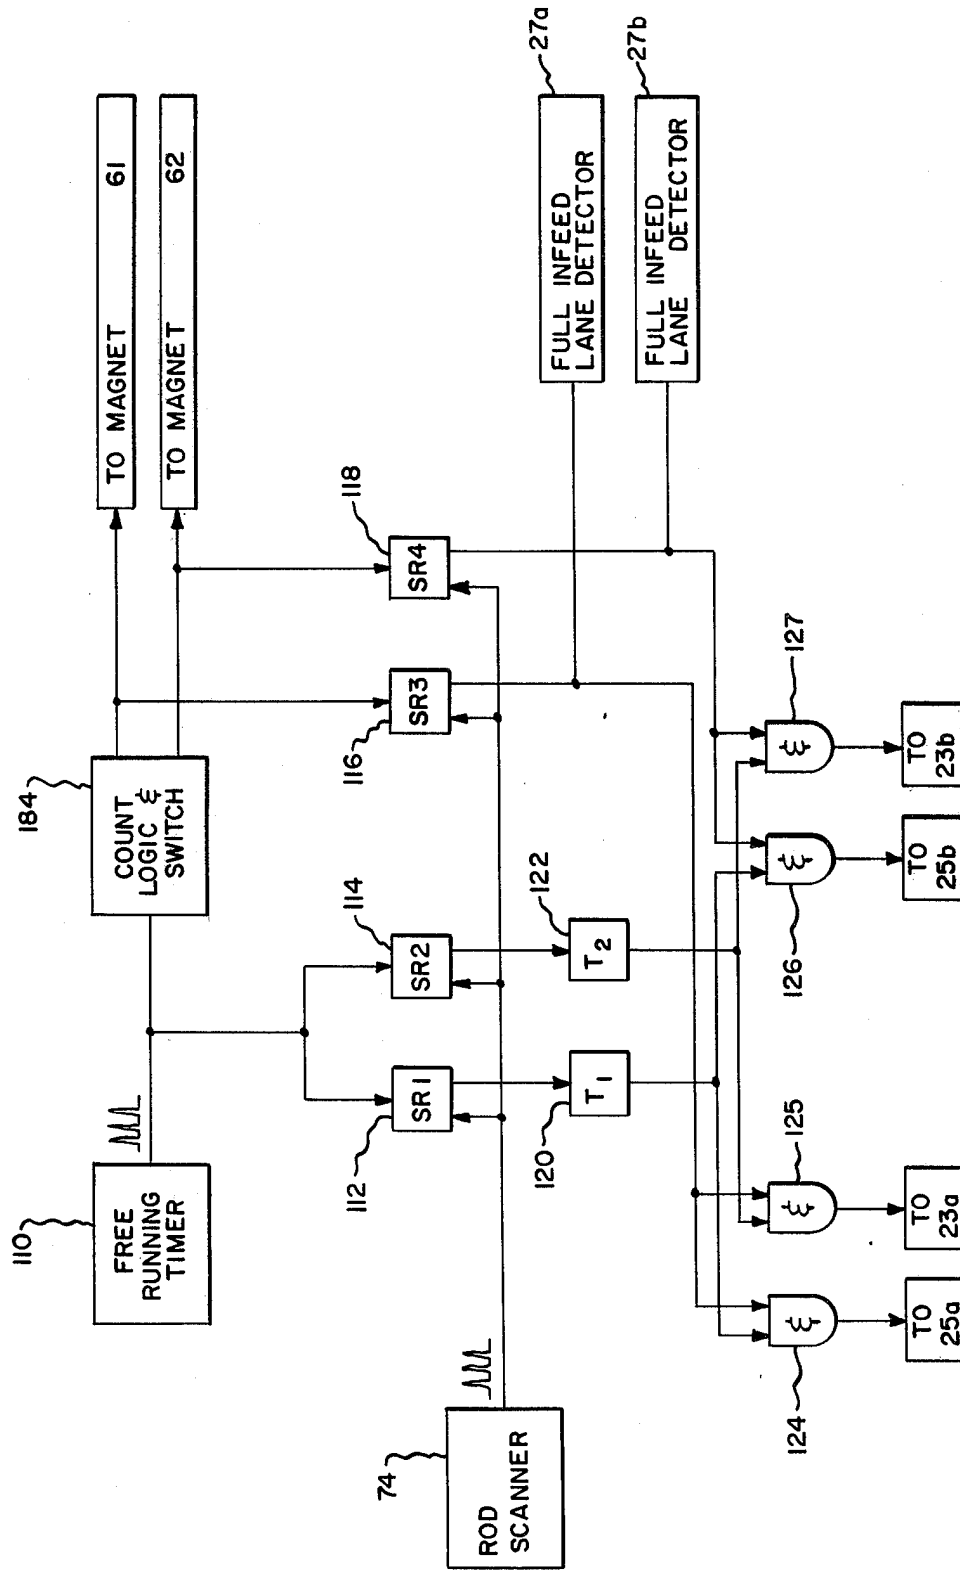 110
FREE
RUNNING
TIMER
184
COUNT
LOGIC &
SWITCH
TO MAGNET 61
TO MAGNET 62
112
SR1
114
SR2
116
SR3
118
SR4
74
ROD
SCANNER
120
T1
122
T2
FULL INFEED
LANE DETECTOR
27a
FULL INFEED
LANE DETECTOR
27b
124
&
125
&
126
&
127
&
TO
25a
TO
23a
TO
25b
TO
23b